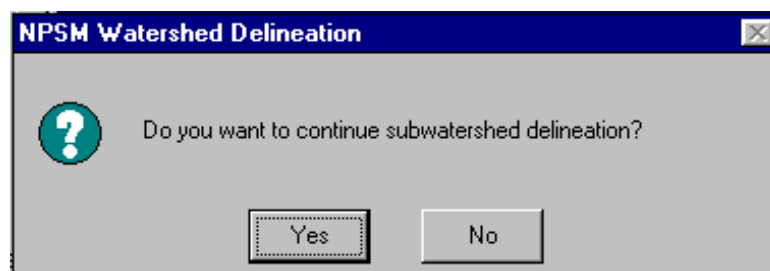 NPSM Watershed Delineation
Do you want to continue subwatershed delineation?
Yes No